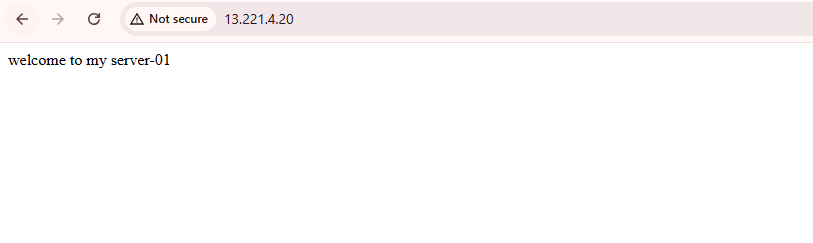 Not secure 13.221.4.20
welcome to my server-01